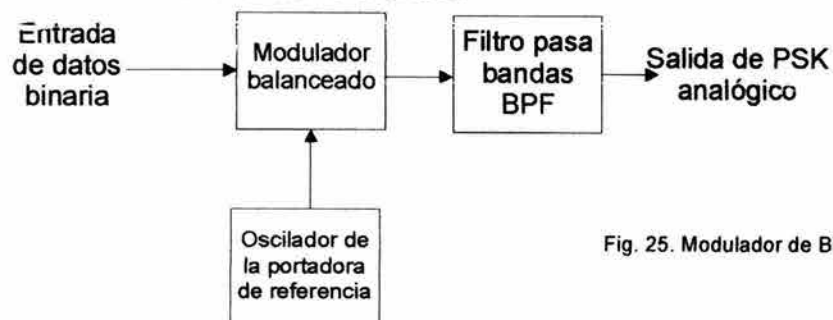 Entrada
de datos
binaria
Modulador
balanceado
Filtro pasa
bandas
BPF
Salida de PSK
analógico
Oscilador de
la portadora
de referencia
Fig. 25. Modulador de B